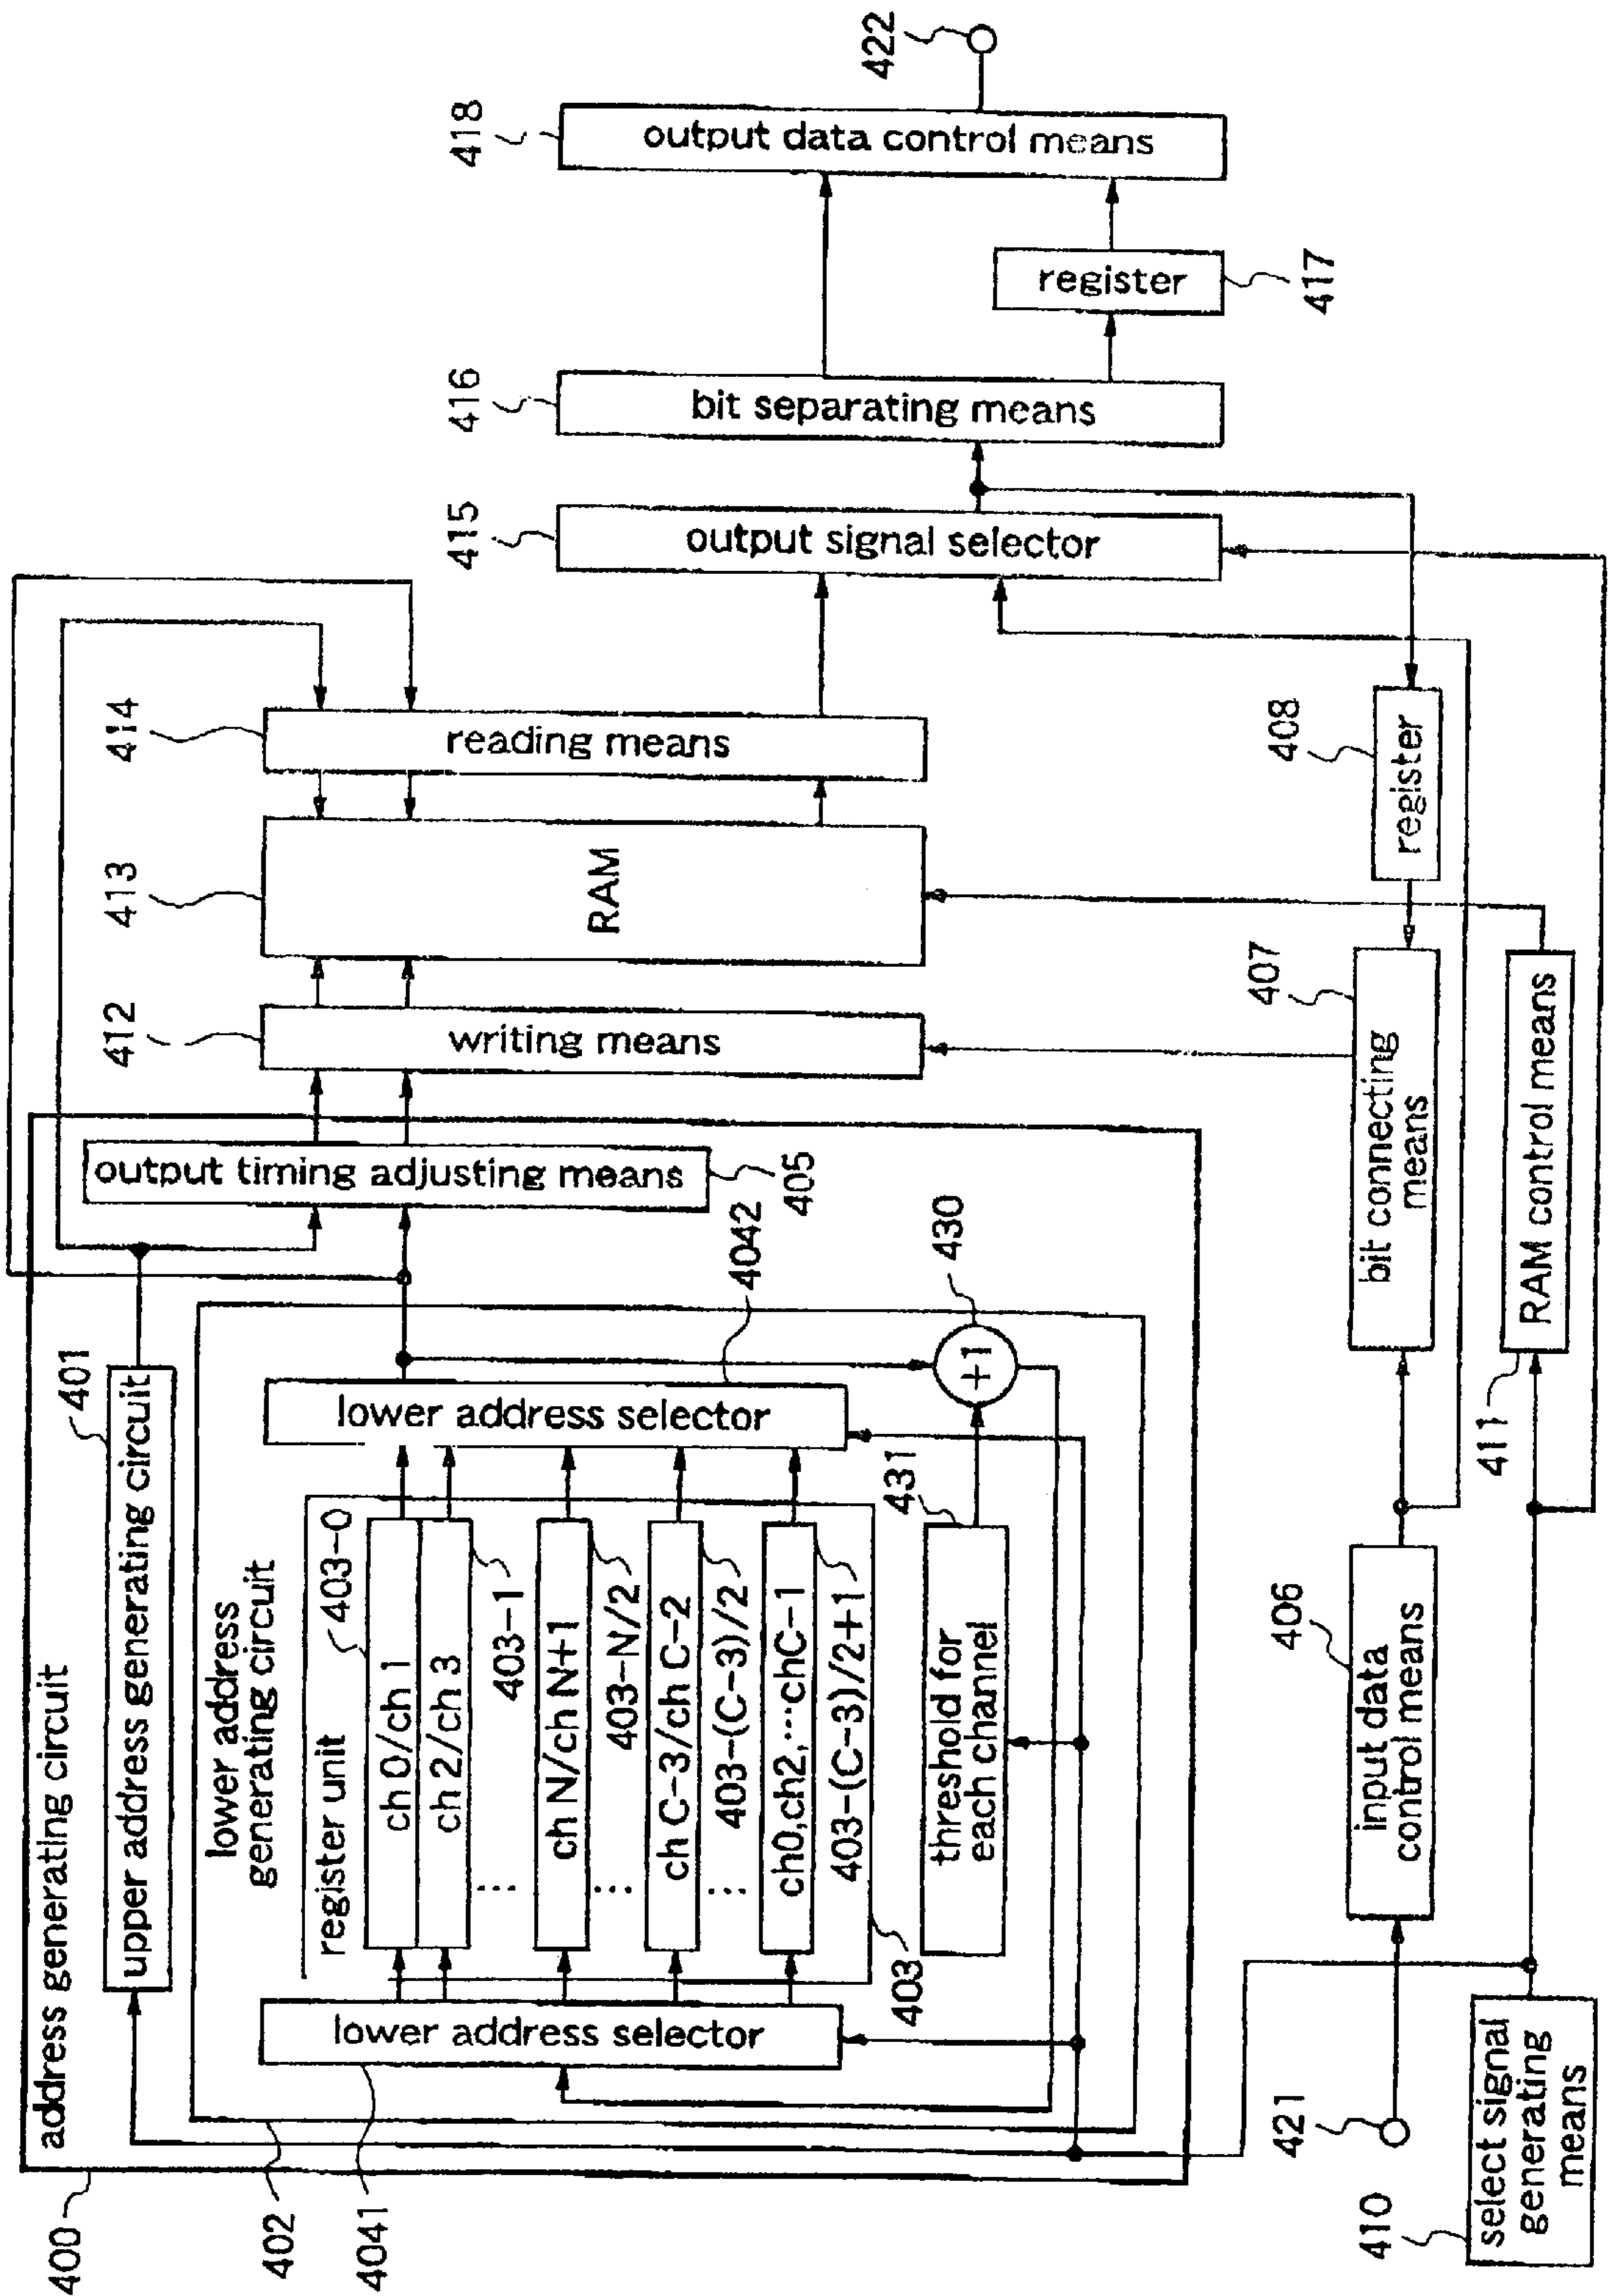 address generating circuit
400
401
upper address generating circuit
402
lower address
generating circuit
register unit
403-0
ch 0/ch 1
ch 2/ch 3
403-1
...
ch N/ch N+1
403-N/2
...
ch C-3/ch C-2
403-(C-3)/2
...
ch0,ch2,...chC-1
403-(C-3)/2+1
403
4041
lower address selector
lower address selector
4042
threshold for
each channel
431
+1
430
output timing adjusting means
405
412
writing means
413
RAM
414
reading means
415
output signal selector
416
bit separating means
register
417
418
output data control means
422
421
406
input data
control means
407
bit connecting
means
408
register
410
select signal
generating
means
411
RAM control means